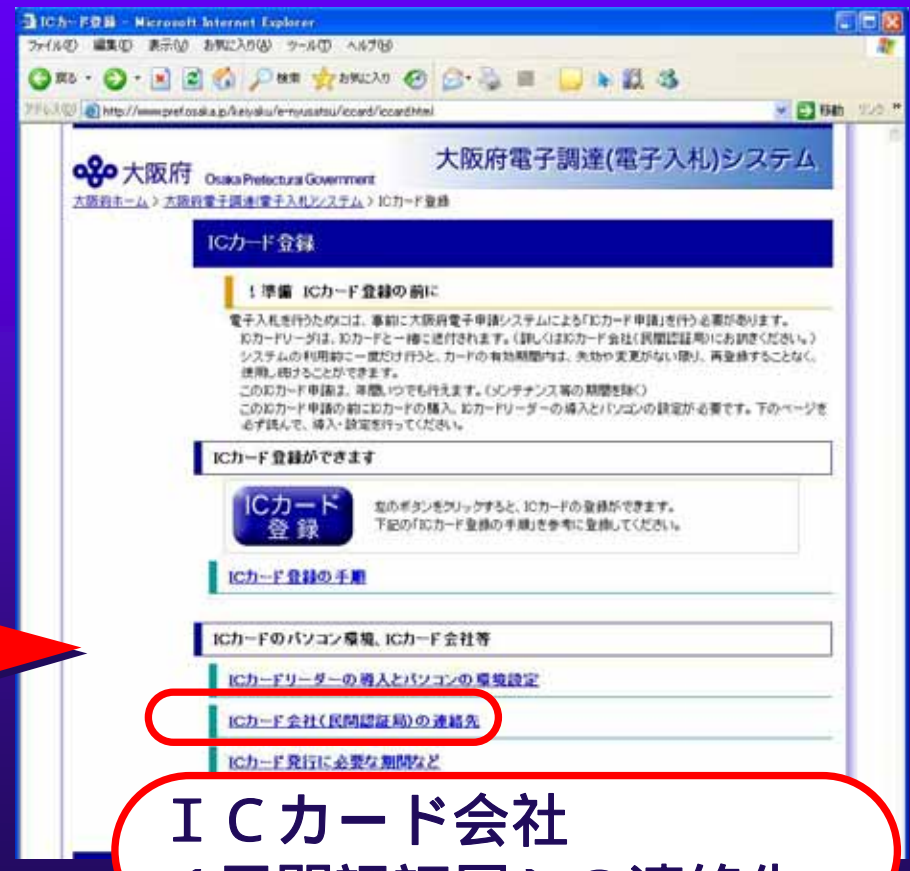 ICカード登録 - Microsoft Internet Explorer
ファイル(F) 編集(E) 表示(V) お気に入り(A) ツール(T) ヘルプ(H)
戻る 検索 お気に入り
アドレス(D) http://www.pref.osaka.jp/keiyaku/e-nyusatsu/iccard/iccard.html 移動 リンク
大阪府 Osaka Prefectural Government
大阪府電子調達(電子入札)システム
大阪府ホーム > 大阪府電子調達(電子入札)システム > ICカード登録
ICカード登録
！準備 ICカード登録の前に
電子入札を行うためには、事前に大阪府電子申請システムによる「ICカード申請」を行う必要があります。
ICカードリーダは、ICカードと一緒に送付されます。(詳しくはICカード会社(民間認証局)にお訊きください。)
システムの利用前に一度だけ行うと、カードの有効期間内は、失効や変更がない限り、再登録することなく、
使用し続けることができます。
このICカード申請は、年間いつでも行えます。(メンテナンス等の期間を除く)
このICカード申請の前にICカードの購入、ICカードリーダーの導入とパソコンの設定が必要です。下のページを
必ず読んで、導入・設定を行ってください。
ICカード登録ができます
ICカード
登録
左のボタンをクリックすると、ICカードの登録ができます。
下記の「ICカード登録の手順」を参考に登録してください。
ICカード登録の手順
ICカードのパソコン環境、ICカード会社等
ICカードリーダーの導入とパソコンの環境設定
ICカード会社(民間認証局)の連絡先
ICカード発行に必要な期間など
ＩＣカード会社